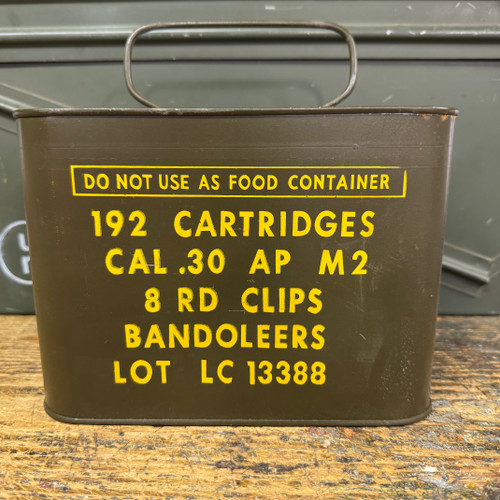 DO NOT USE AS FOOD CONTAINER
192 CARTRIDGES
CAL .30 AP M2
8 RD CLIPS
BANDOLEERS
LOT LC 13388